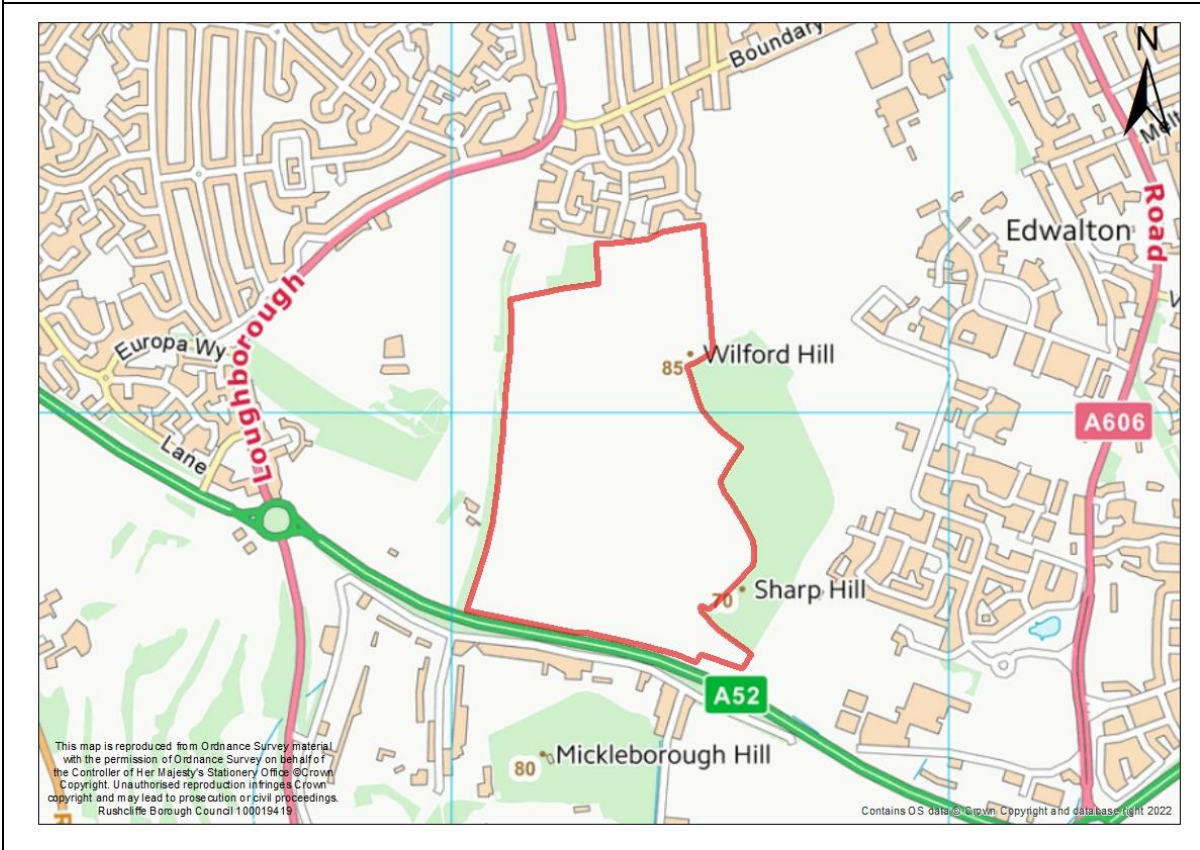 N
Boundary
Road
Edwalton
Europa Wy
Loughborough
85
Wilford Hill
A606
Lane
70
Sharp Hill
A52
80
Mickleborough Hill
This map is reproduced from Ordnance Survey material
with the permission of Ordnance Survey on behalf of
the Controller of Her Majesty's Stationery Office ©Crown
Copyright. Unauthorised reproduction infringes Crown
copyright and may lead to prosecution or civil proceedings.
Rushcliffe Borough Council 100019419
Contains OS data © Crown Copyright and database right 2022